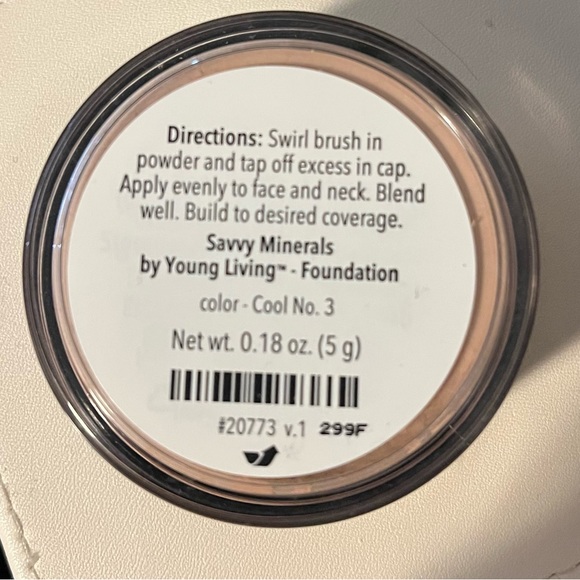 Directions: Swirl brush in
powder and tap off excess in cap.
Apply evenly to face and neck. Blend
well. Build to desired coverage.
Savvy Minerals
by Young Living™ - Foundation
color - Cool No. 3
Net wt. 0.18 oz. (5 g)
#20773 v.1 299F